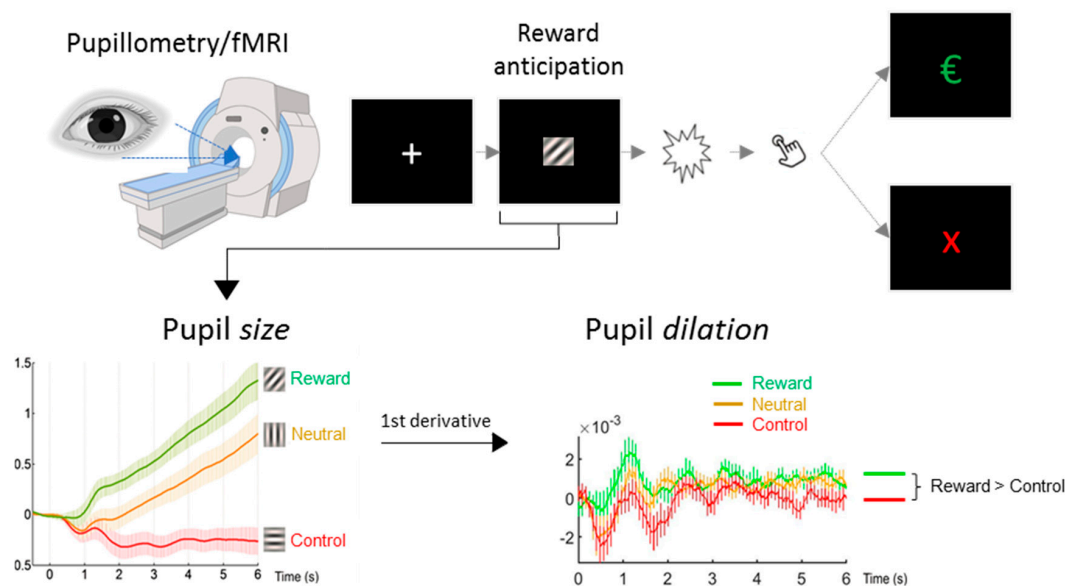 Pupillometry/fMRI
Reward
anticipation
+
€
x
Pupil size
1.5
1
0.5
0
0.5
0 1 2 3 4 5 6 Time (s)
Reward
Neutral
Control
1st derivative
Pupil dilation
Reward
Neutral
Control
×10⁻³
2
0
-2
0 1 2 3 4 5 6
Time (s)
Reward > Control